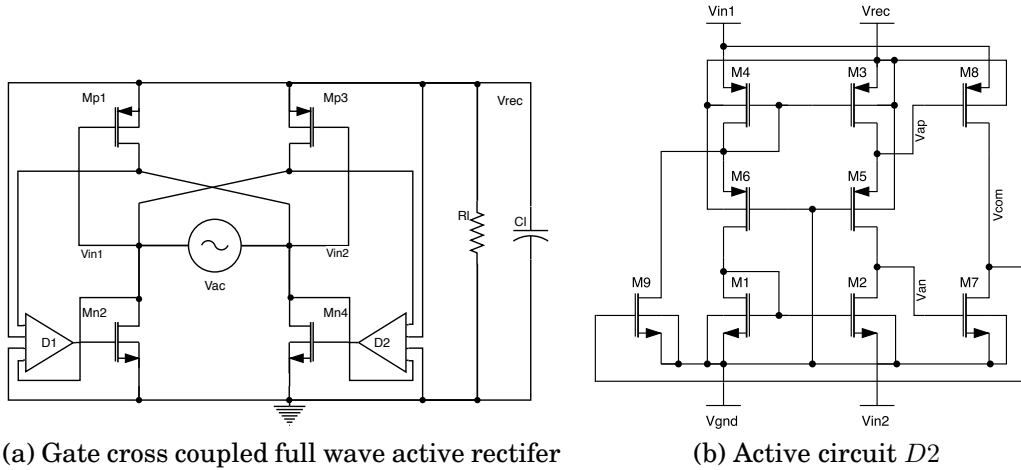 Vrec
Mp1
Mp3
Rl
Cl
Vin1
Vin2
Vac
Mn2
Mn4
D1
D2
(a) Gate cross coupled full wave active rectifer
Vin1
Vrec
M4
M3
M8
Vap
M6
M5
Vcom
M9
M1
M2
Van
M7
Vgnd
Vin2
(b) Active circuit D2